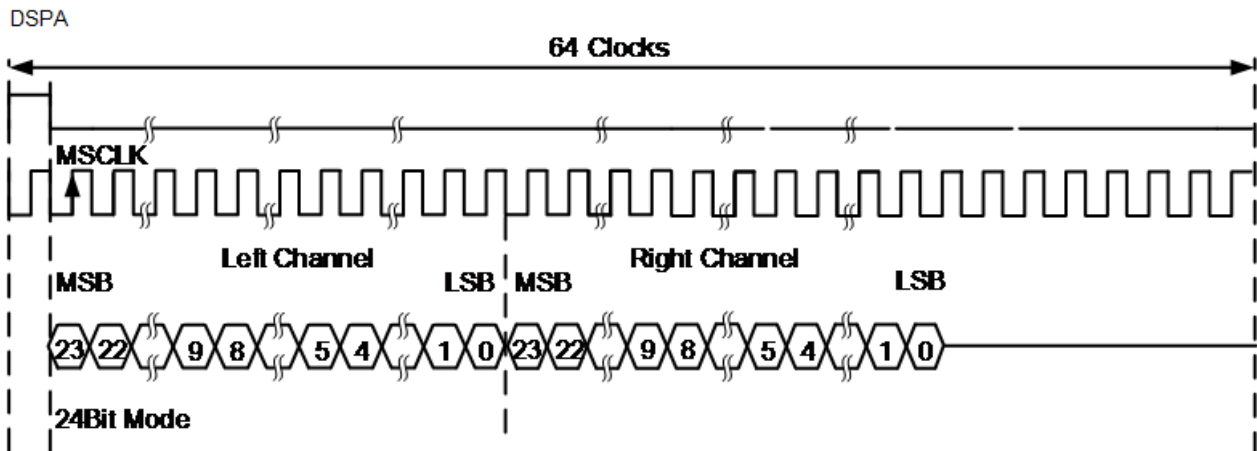 DSPA
64 Clocks
MSCLK
Left Channel Right Channel
MSB LSB MSB LSB
23 22 9 8 5 4 1 0 23 22 9 8 5 4 1 0
24Bit Mode